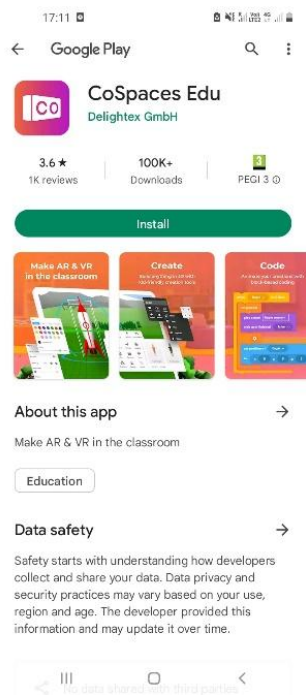 17:11
Google Play
CO
CoSpaces Edu
Delightex GmbH
3.6 ★
1K reviews
100K+
Downloads
3
PEGI 3
Install
Make AR & VR
in the classroom
Create
Code
About this app
Make AR & VR in the classroom
Education
Data safety
Safety starts with understanding how developers
collect and share your data. Data privacy and
security practices may vary based on your use,
region and age. The developer provided this
information and may update it over time.
No data shared with third parties